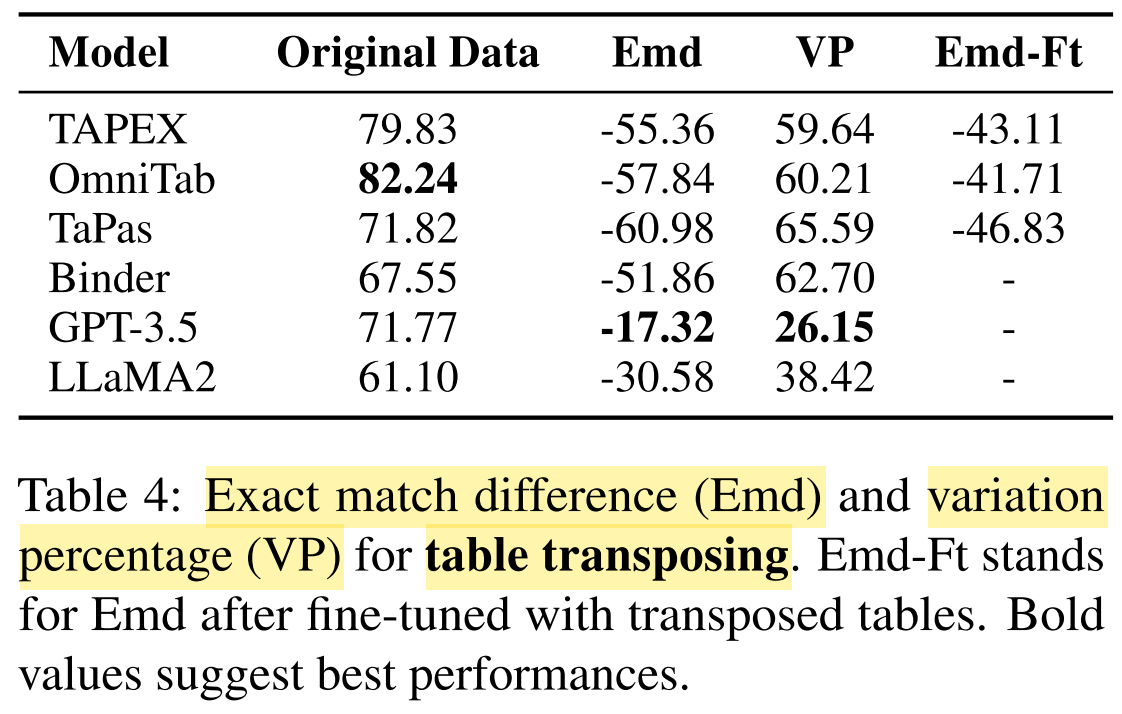 Model Original Data Emd VP Emd-Ft
TAPEX 79.83 -55.36 59.64 -43.11
OmniTab 82.24 -57.84 60.21 -41.71
TaPas 71.82 -60.98 65.59 -46.83
Binder 67.55 -51.86 62.70 -
GPT-3.5 71.77 -17.32 26.15 -
LLaMA2 61.10 -30.58 38.42 -
Table 4: Exact match difference (Emd) and variation
percentage (VP) for table transposing. Emd-Ft stands
for Emd after fine-tuned with transposed tables. Bold
values suggest best performances.